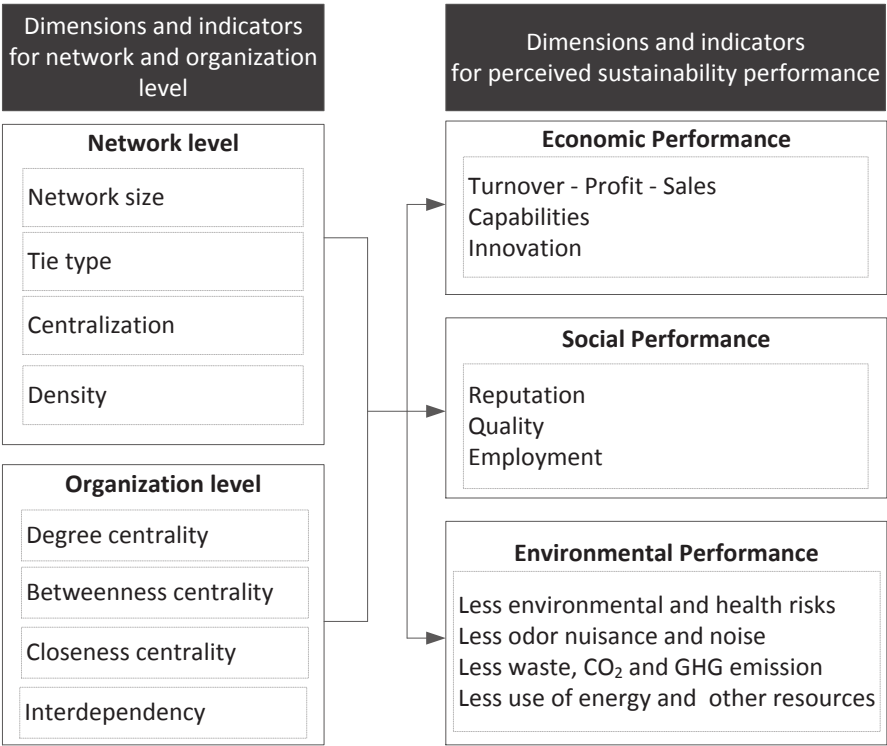 Dimensions and indicators
for network and organization
level
Network level
Network size
Tie type
Centralization
Density
Organization level
Degree centrality
Betweenness centrality
Closeness centrality
Interdependency
Dimensions and indicators
for perceived sustainability performance
Economic Performance
Turnover - Profit - Sales
Capabilities
Innovation
Social Performance
Reputation
Quality
Employment
Environmental Performance
Less environmental and health risks
Less odor nuisance and noise
Less waste, CO₂ and GHG emission
Less use of energy and other resources